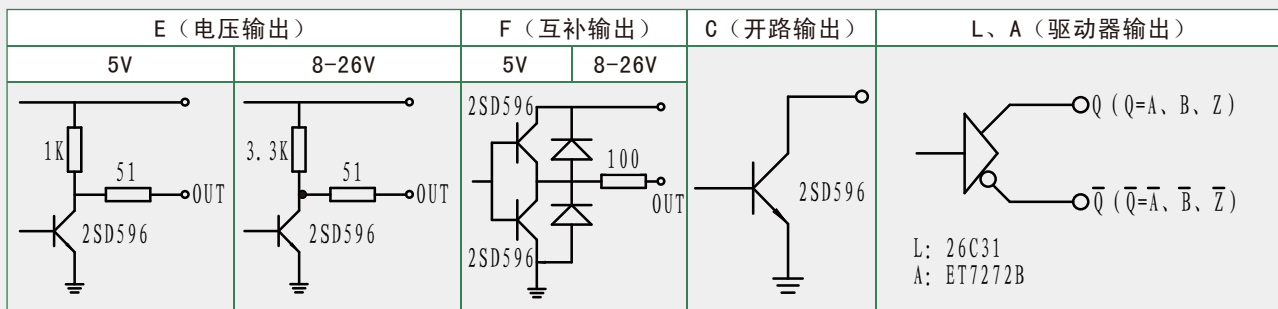 E（电压输出）
F（互补输出）
C（开路输出）
L、A（驱动器输出）
5V
8-26V
5V
8-26V
1K
51
OUT
2SD596
3.3K
51
OUT
2SD596
2SD596
100
OUT
2SD596
2SD596
Q（Q=A、B、Z）
Q̅（Q̅=A̅、B̅、Z̅）
L: 26C31
A: ET7272B